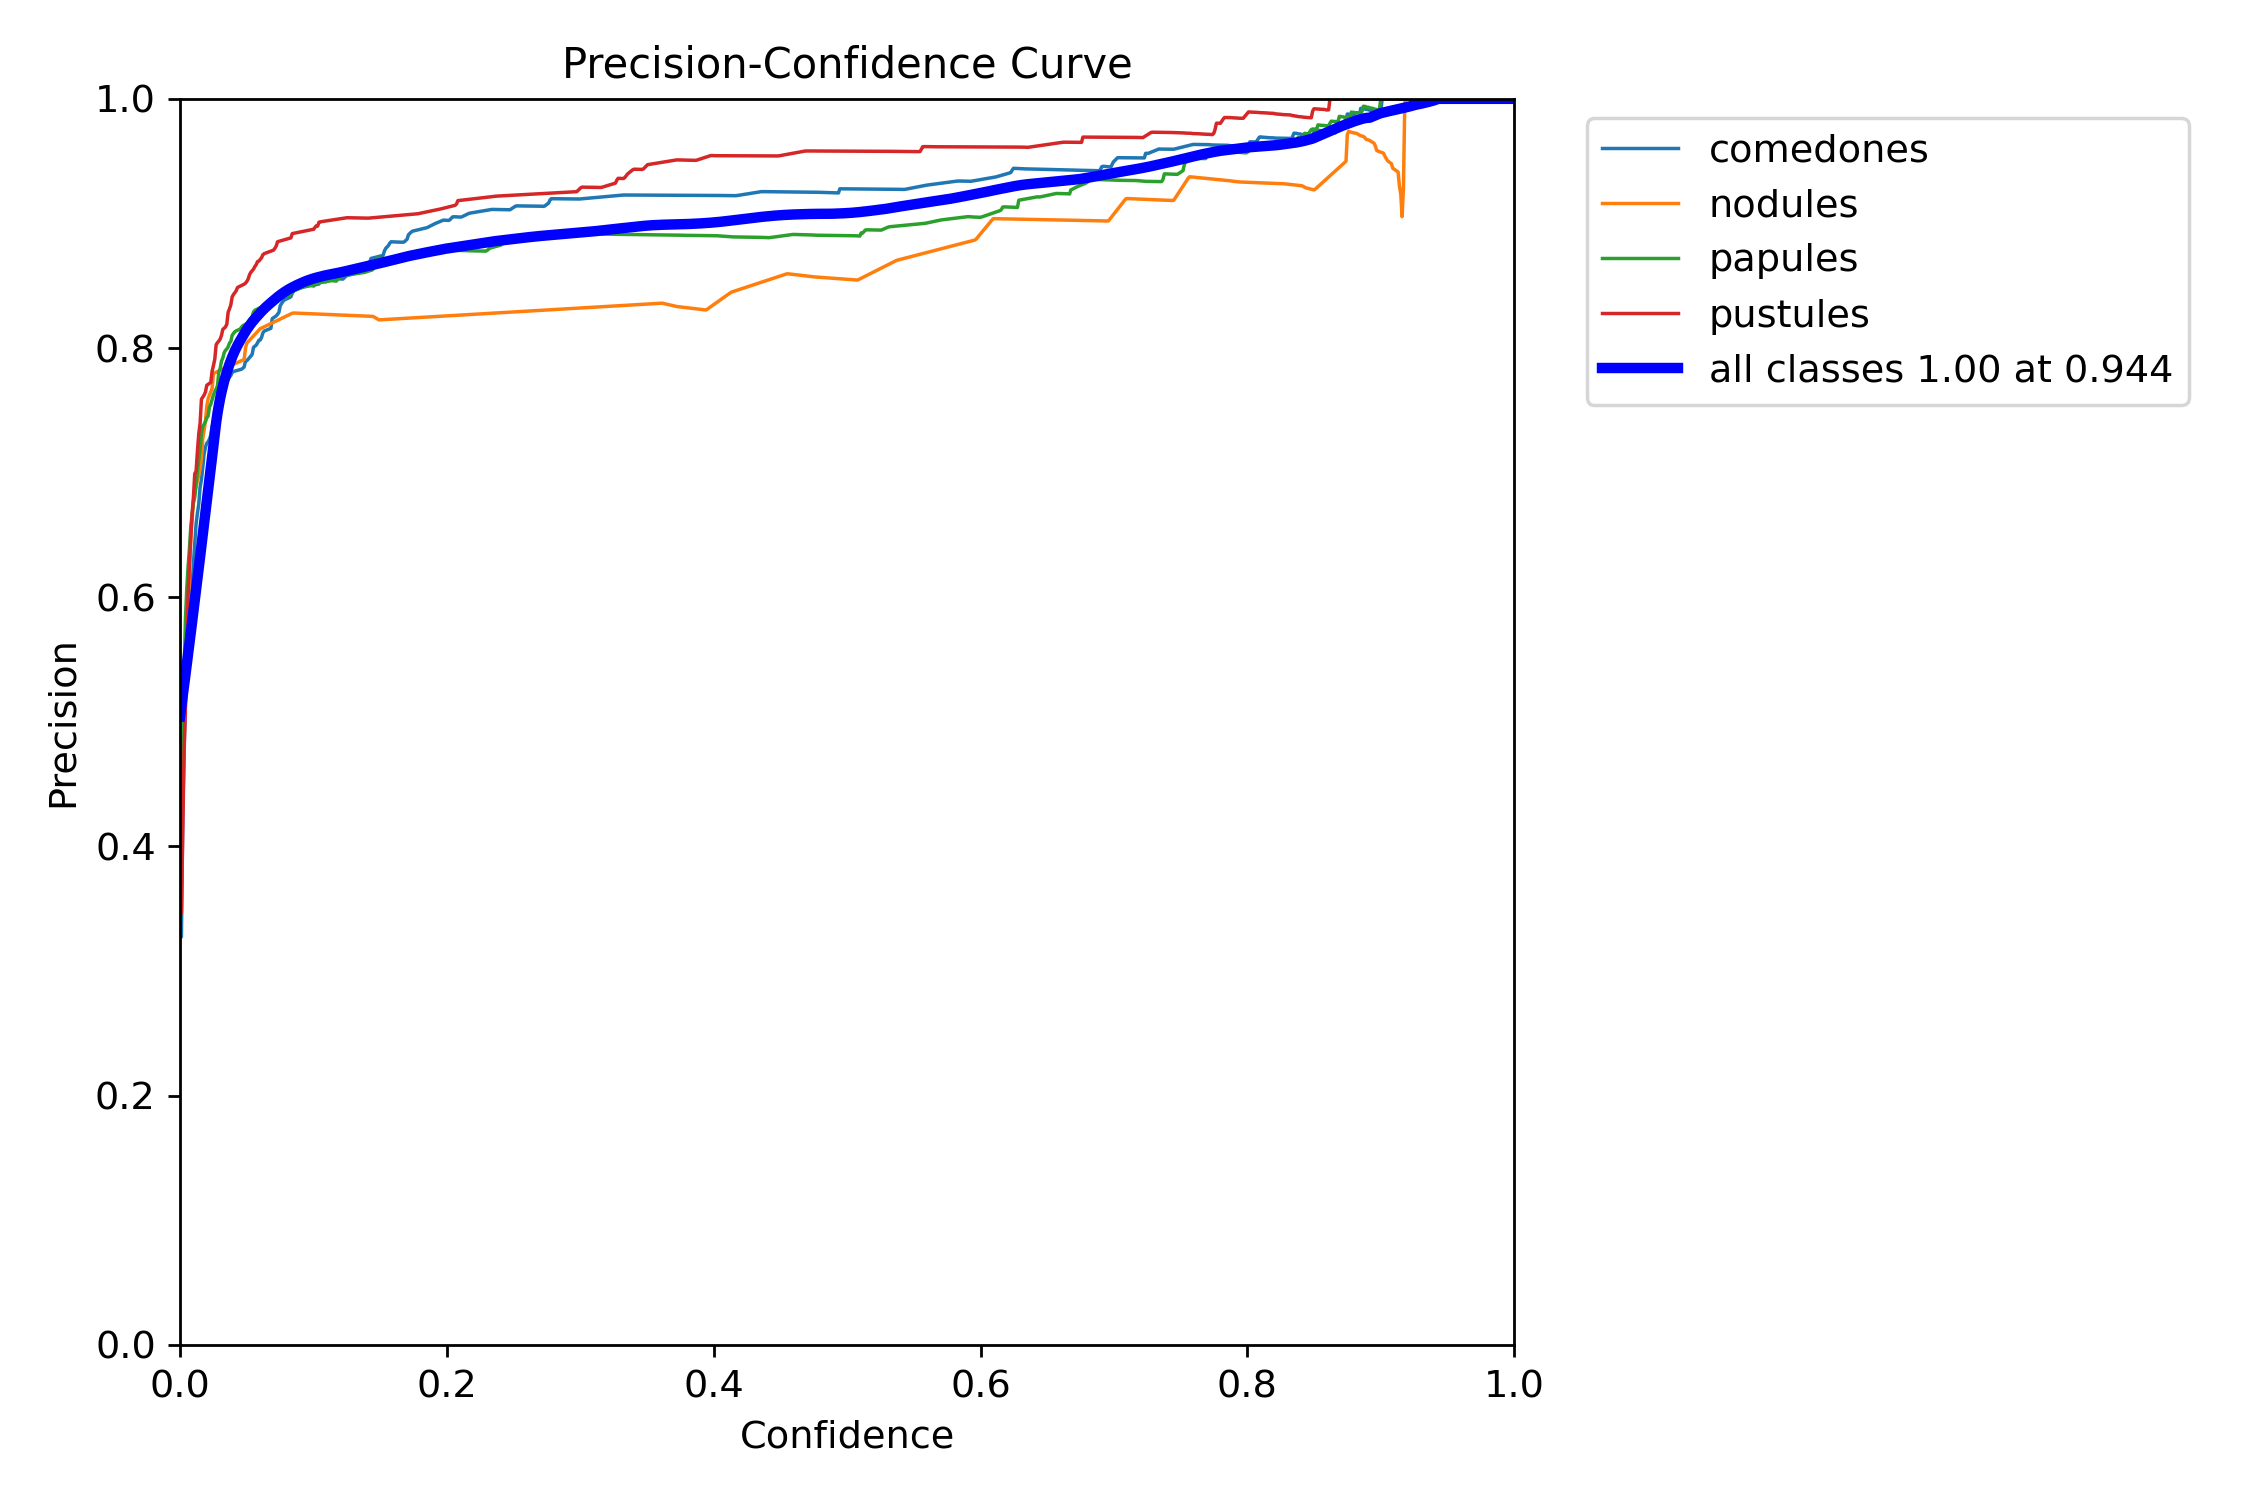 Precision-Confidence Curve
1.0
0.8
0.6
0.4
0.2
0.0
Precision
0.0 0.2 0.4 0.6 0.8 1.0
Confidence
comedones
nodules
papules
pustules
all classes 1.00 at 0.944